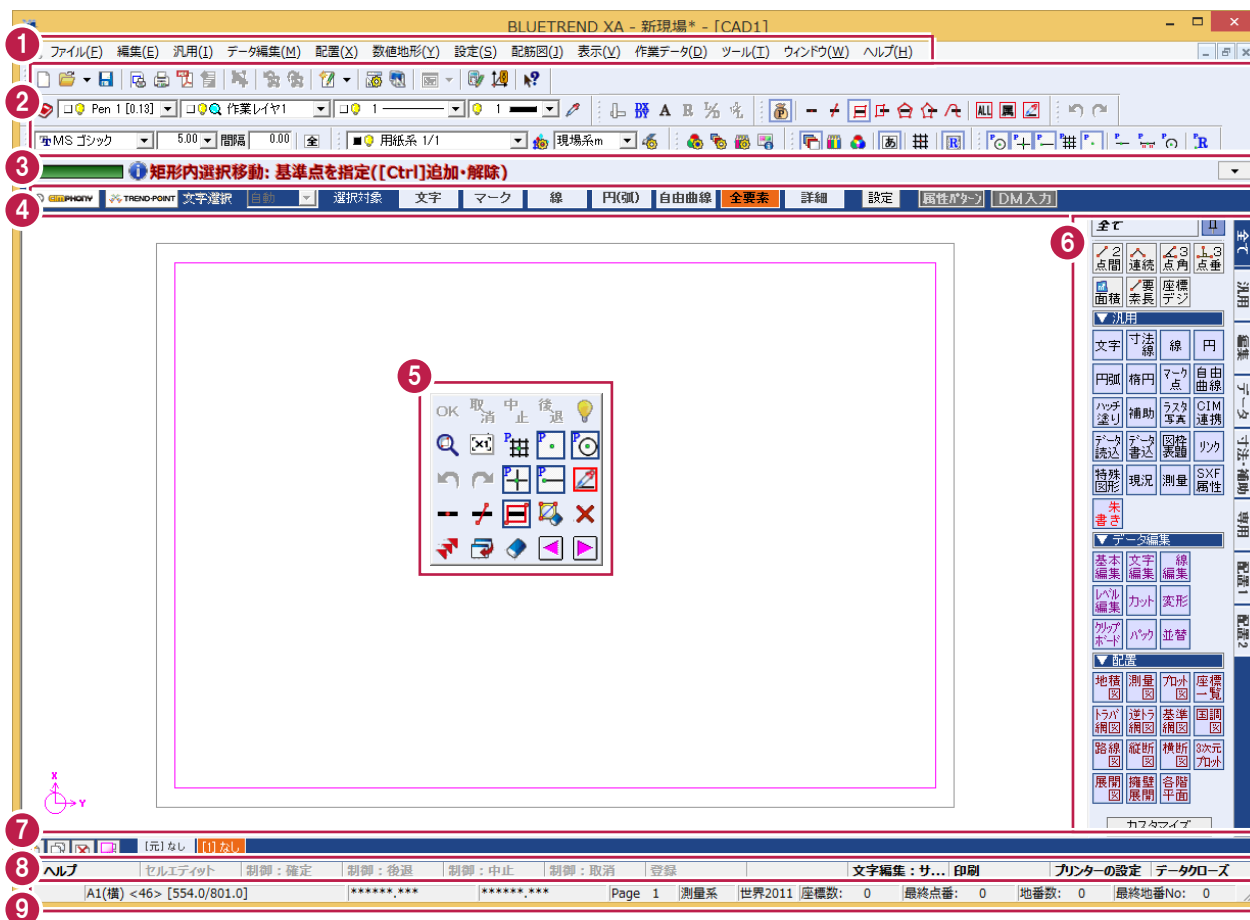 BLUETREND XA - 新現場* - [CAD1]
1
ファイル(F) 編集(E) 汎用(I) データ編集(M) 配置(X) 数値地形(Y) 設定(S) 配筋図(J) 表示(V) 作業データ(D) ツール(T) ウィンドウ(W) ヘルプ(H)
2
Pen 1 [0.13] 作業レイヤ1 1 1 A B ALL
MS ゴシック 5.00 間隔 0.00 全 用紙系 1/1 現場系m あ R R
3
矩形内選択移動: 基準点を指定([Ctrl]追加・解除)
4
TREND-POINT 文字選択 自動 選択対象 文字 マーク 線 円(弧) 自由曲線 全要素 詳細 設定 属性パターン DM入力
5
OK 取消 中止 後退
×1
6
全て
2点間 連続 3点角 3点垂
面積 要素長 座標デジ
▼ 汎用
文字 寸法線 線 円
円弧 楕円 マーク点 自由曲線
ハッチ塗り 補助 ラスタ写真 CIM連携
データ読込 データ書込 図枠表題 リンク
特殊図形 現況 測量 SXF属性
朱書き
▼ データ編集
基本編集 文字編集 線編集
レベル編集 カット 変形
クリップボード パック 並替
▼ 配置
地積図 測量図 プロット図 座標一覧
トラバ網図 逆トラ網図 基準網図 国調図
路線図 縦断図 横断図 3次元プロット
展開図 擁壁展開 各階平面
カスタマイズ
全て
汎用
編集
データ
寸法・補助
専用
配置1
配置2
X
Y
7
[元] なし [1] なし
8
ヘルプ セルエディット 制御:確定 制御:後退 制御:中止 制御:取消 登録 文字編集:サ... 印刷 プリンターの設定 データクローズ
9
A1(横) <46> [554.0/801.0] ******.*** ******.*** Page 1 測量系 世界2011 座標数: 0 最終点番: 0 地番数: 0 最終地番No: 0